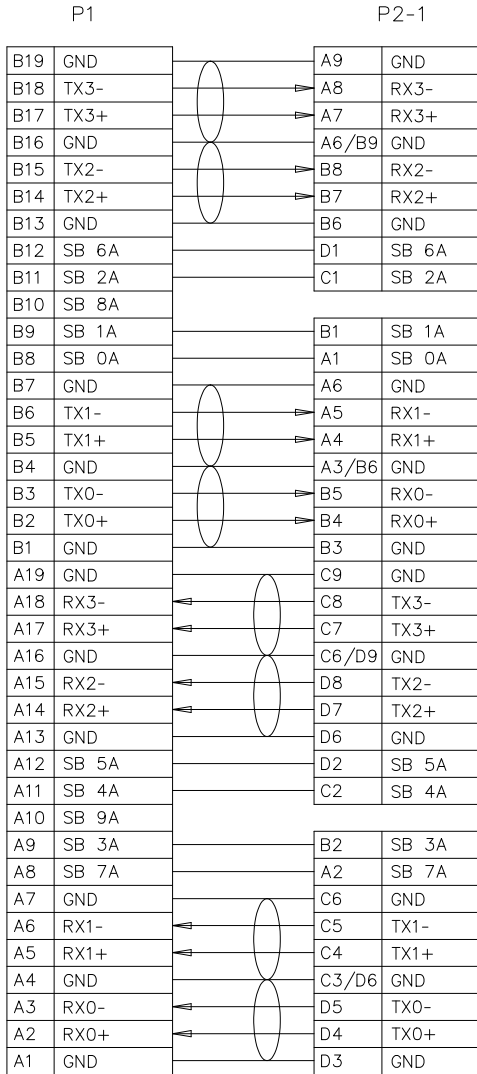 P1 P2-1
B19 GND A9 GND
B18 TX3- A8 RX3-
B17 TX3+ A7 RX3+
B16 GND A6/B9 GND
B15 TX2- B8 RX2-
B14 TX2+ B7 RX2+
B13 GND B6 GND
B12 SB 6A D1 SB 6A
B11 SB 2A C1 SB 2A
B10 SB 8A
B9 SB 1A B1 SB 1A
B8 SB 0A A1 SB 0A
B7 GND A6 GND
B6 TX1- A5 RX1-
B5 TX1+ A4 RX1+
B4 GND A3/B6 GND
B3 TX0- B5 RX0-
B2 TX0+ B4 RX0+
B1 GND B3 GND
A19 GND C9 GND
A18 RX3- C8 TX3-
A17 RX3+ C7 TX3+
A16 GND C6/D9 GND
A15 RX2- D8 TX2-
A14 RX2+ D7 TX2+
A13 GND D6 GND
A12 SB 5A D2 SB 5A
A11 SB 4A C2 SB 4A
A10 SB 9A
A9 SB 3A B2 SB 3A
A8 SB 7A A2 SB 7A
A7 GND C6 GND
A6 RX1- C5 TX1-
A5 RX1+ C4 TX1+
A4 GND C3/D6 GND
A3 RX0- D5 TX0-
A2 RX0+ D4 TX0+
A1 GND D3 GND